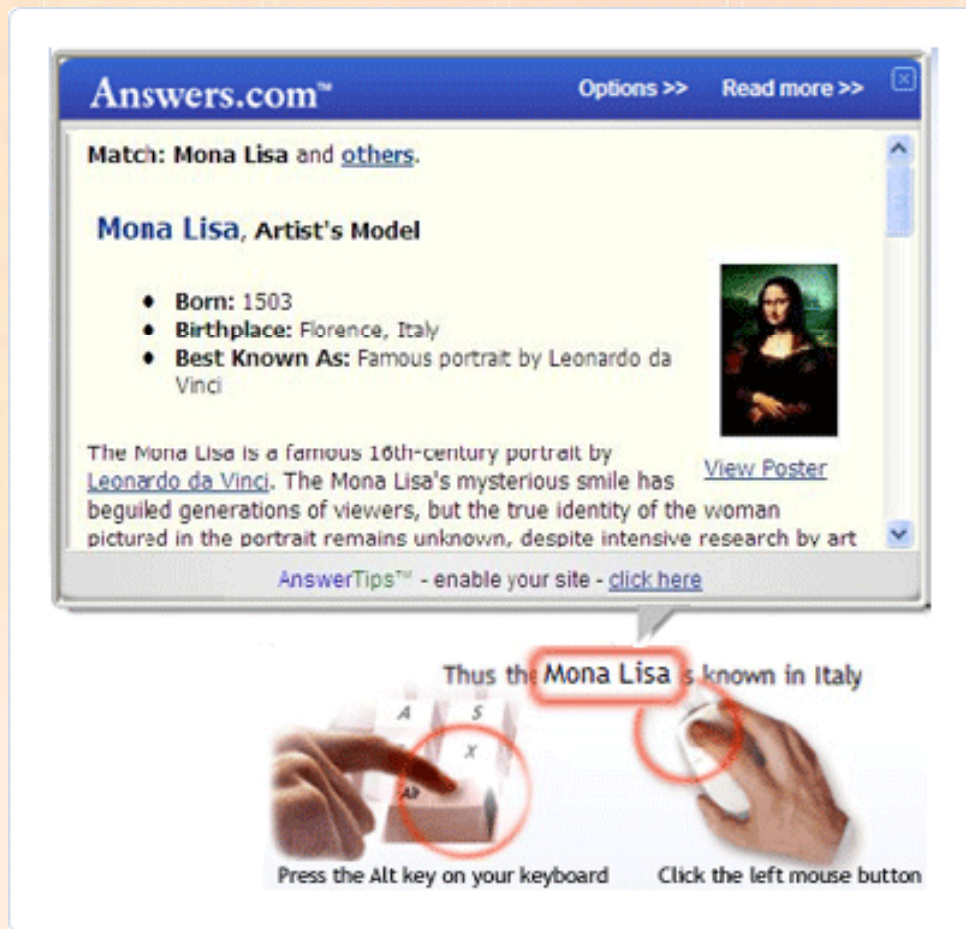 Answers.com™
Options >> Read more >>
Match: Mona Lisa and others.
Mona Lisa, Artist's Model
● Born: 1503
● Birthplace: Florence, Italy
● Best Known As: Famous portrait by Leonardo da
Vinci
The Mona Lisa is a famous 16th-century portrait by
Leonardo da Vinci. The Mona Lisa's mysterious smile has
View Poster
beguiled generations of viewers, but the true identity of the woman
pictured in the portrait remains unknown, despite intensive research by art
AnswerTips™ - enable your site - click here
Thus the Mona Lisa is known in Italy
A S
X
Alt
Press the Alt key on your keyboard
Click the left mouse button